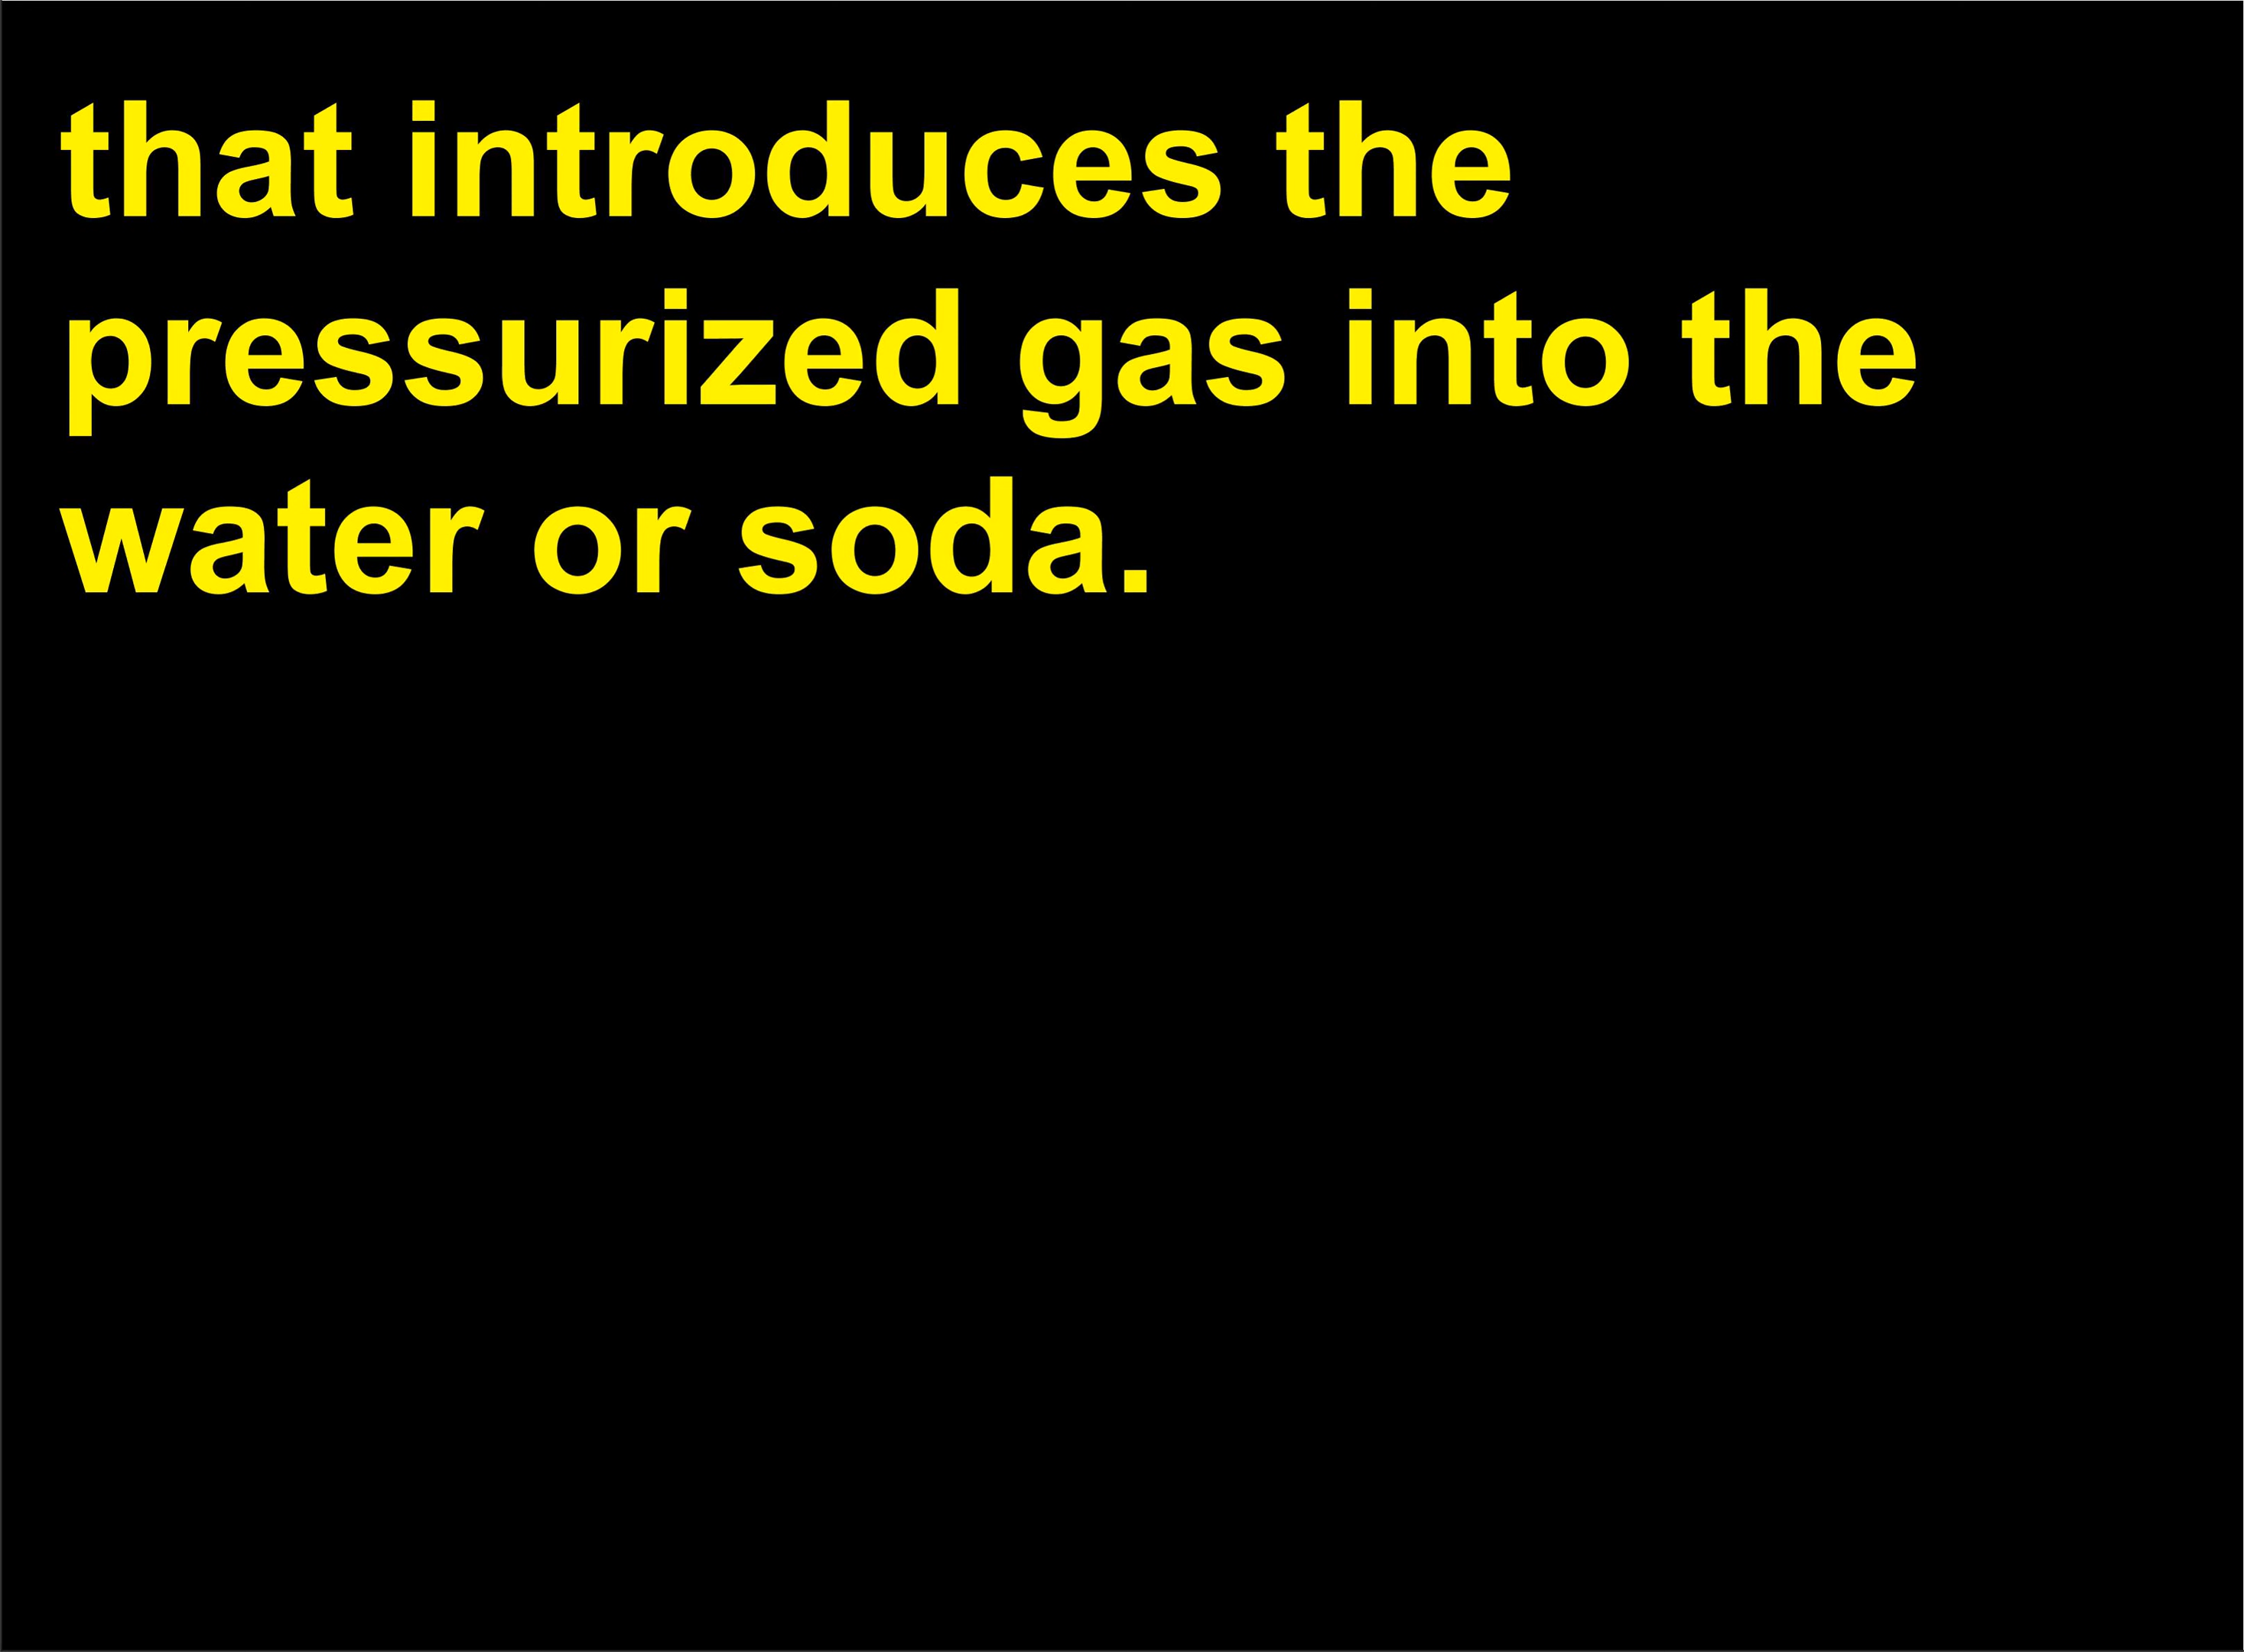 that introduces the
pressurized gas into the
water or soda.